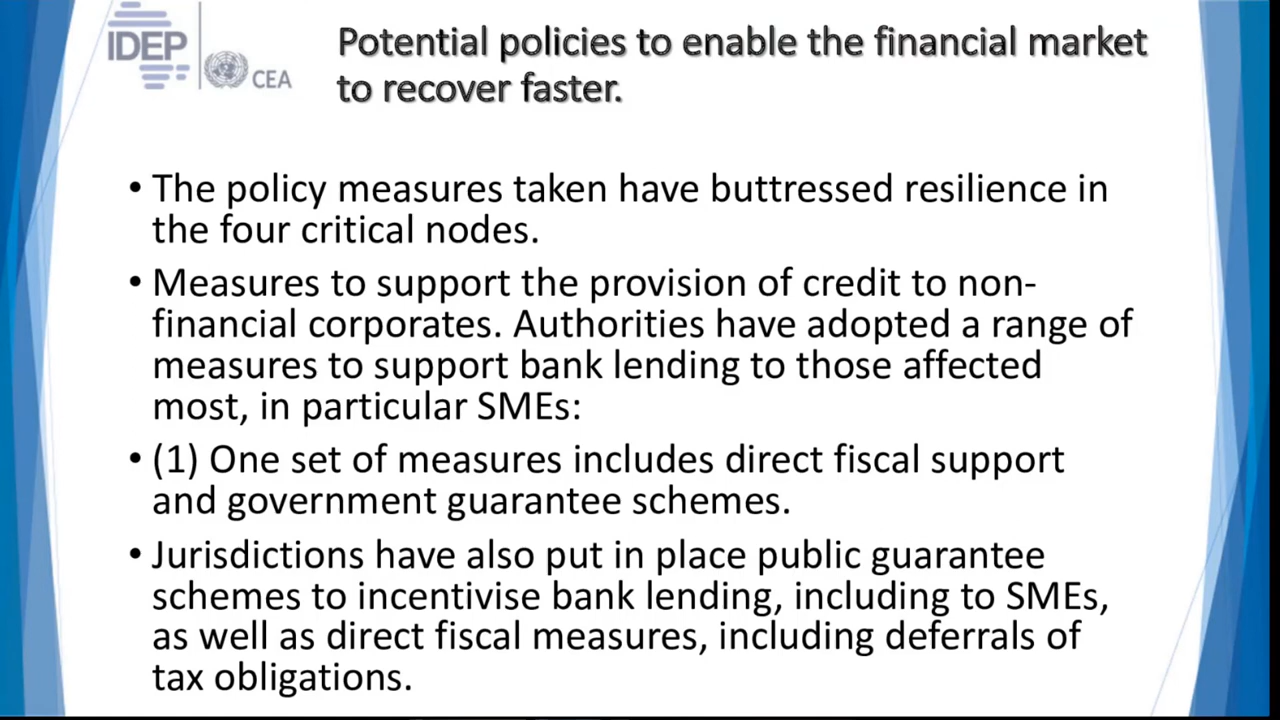 IDEP
CEA
Potential policies to enable the financial market
to recover faster.
• The policy measures taken have buttressed resilience in
the four critical nodes.
• Measures to support the provision of credit to non-
financial corporates. Authorities have adopted a range of
measures to support bank lending to those affected
most, in particular SMEs:
• (1) One set of measures includes direct fiscal support
and government guarantee schemes.
• Jurisdictions have also put in place public guarantee
schemes to incentivise bank lending, including to SMEs,
as well as direct fiscal measures, including deferrals of
tax obligations.